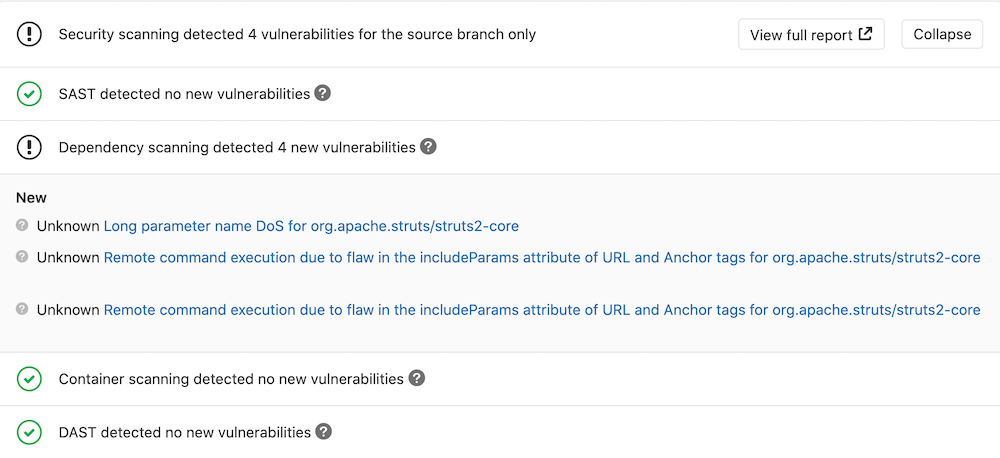 Security scanning detected 4 vulnerabilities for the source branch only
View full report
Collapse
SAST detected no new vulnerabilities
Dependency scanning detected 4 new vulnerabilities
New
Unknown Long parameter name DoS for org.apache.struts/struts2-core
Unknown Remote command execution due to flaw in the includeParams attribute of URL and Anchor tags for org.apache.struts/struts2-core
Unknown Remote command execution due to flaw in the includeParams attribute of URL and Anchor tags for org.apache.struts/struts2-core
Container scanning detected no new vulnerabilities
DAST detected no new vulnerabilities